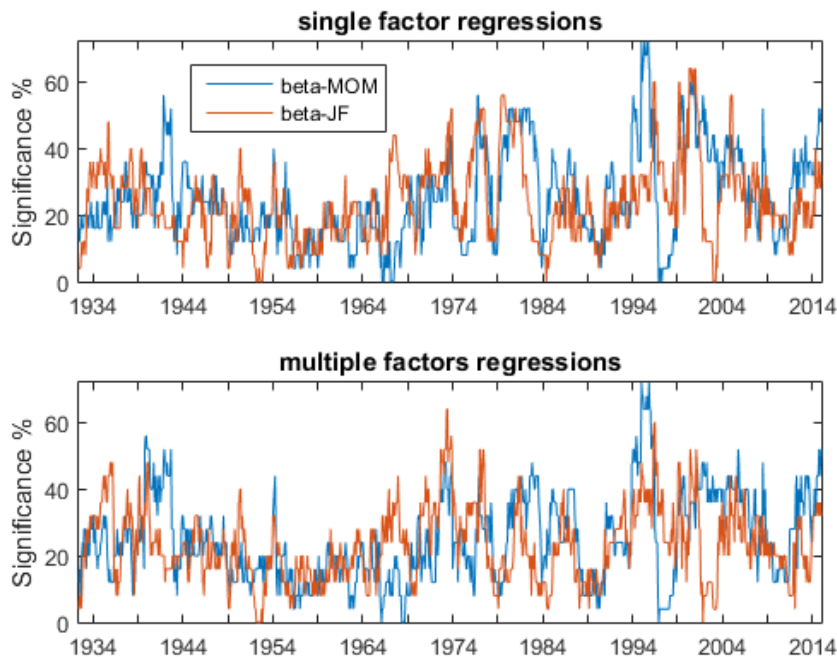 single factor regressions
Significance %
60
40
20
0
beta-MOM
beta-JF
1934 1944 1954 1964 1974 1984 1994 2004 2014
multiple factors regressions
Significance %
60
40
20
0
1934 1944 1954 1964 1974 1984 1994 2004 2014